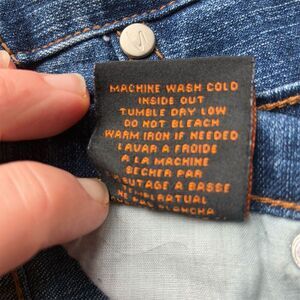 MACHINE WASH COLD
INSIDE OUT
TUMBLE DRY LOW
DO NOT BLEACH
WARM IRON IF NEEDED
LAVAR A FROIDE
A LA MACHINE
SECHER PAR
A BASSE